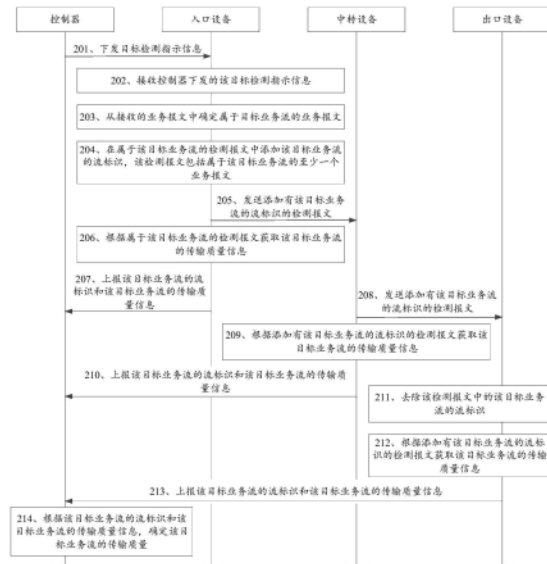 控制器
入口设备
中转设备
出口设备
201、下发目标检测指示信息
202、接收控制器下发的该目标检测指示信息
203、从接收的业务报文中确定属于目标业务流的业务报文
204、在属于该目标业务流的检测报文中添加该目标业务
流的流标识，该检测报文包括属于该目标业务流的至少一个
业务报文
205、发送添加有该目标业务
流的流标识的检测报文
206、根据属于该目标业务流的检测报文获取该目标业务流
的传输质量信息
207、上报该目标业务流的流
标识和该目标业务流的传输质
量信息
208、发送添加有该目标业务流
的流标识的检测报文
209、根据添加有该目标业务流的流标识的检测报文获取该
目标业务流的传输质量信息
210、上报该目标业务流的流标识和该目标业务流的传输质
量信息
211、去除该检测报文中的该目标业务
流的流标识
212、根据添加有该目标业务流的流标
识的检测报文获取该目标业务流的传输
质量信息
213、上报该目标业务流的流标识和该目标业务流的传输质量信息
214、根据该目标业务流的流标识和该
目标业务流的传输质量信息，确定该目
标业务流的传输质量